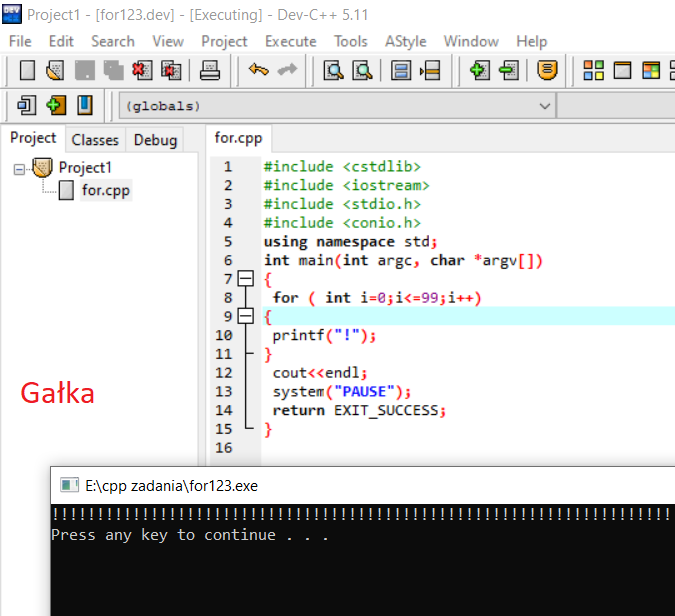 Project1 - [for123.dev] - [Executing] - Dev-C++ 5.11
File Edit Search View Project Execute Tools AStyle Window Help
(globals)
Project Classes Debug
Project1
for.cpp
for.cpp
1 #include <cstdlib>
2 #include <iostream>
3 #include <stdio.h>
4 #include <conio.h>
5 using namespace std;
6 int main(int argc, char *argv[])
7 {
8 for ( int i=0;i<=99;i++)
9 {
10 printf("!");
11 }
12 cout<<endl;
13 system("PAUSE");
14 return EXIT_SUCCESS;
15 }
16
Gałka
E:\cpp zadania\for123.exe
!!!!!!!!!!!!!!!!!!!!!!!!!!!!!!!!!!!!!!!!!!!!!!!!!!!!!!!!!!!!!!!!!!!!!
Press any key to continue . . .